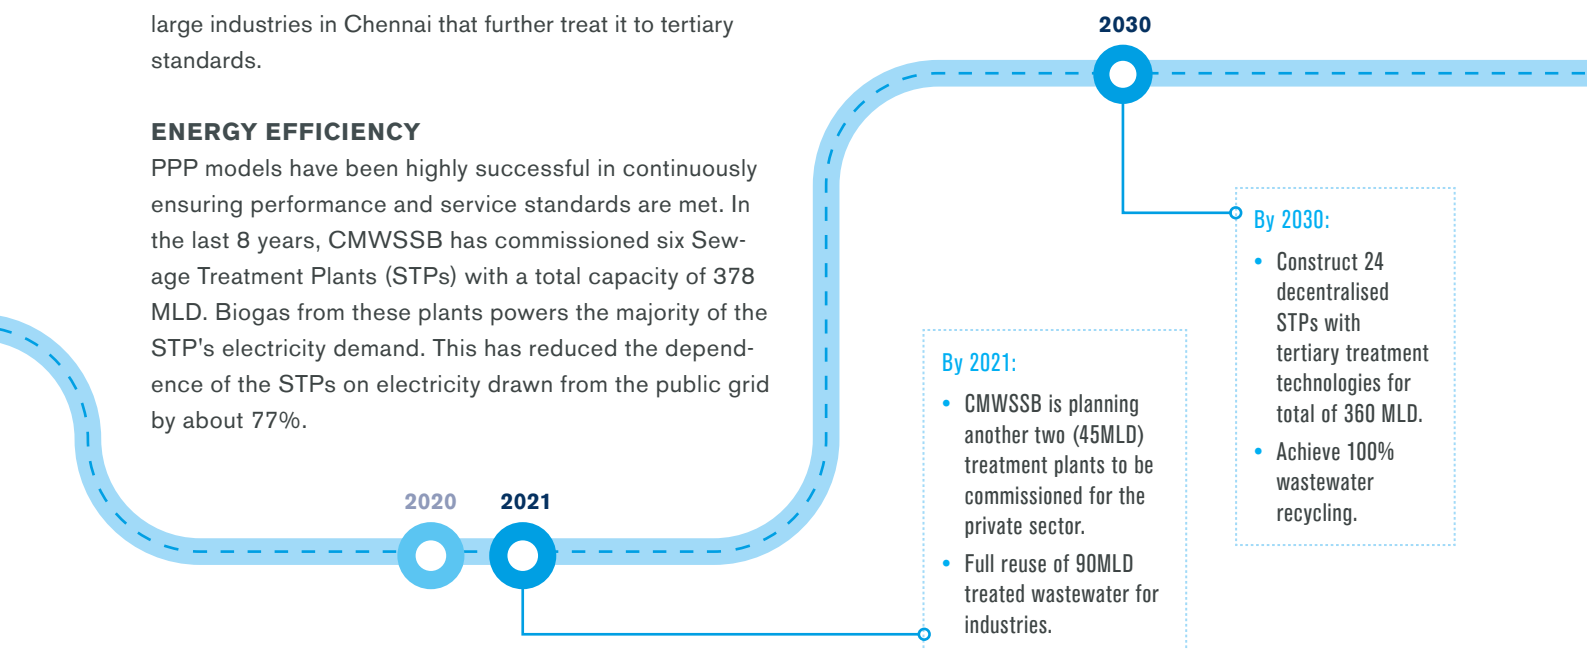 large industries in Chennai that further treat it to tertiary
standards.
ENERGY EFFICIENCY
PPP models have been highly successful in continuously
ensuring performance and service standards are met. In
the last 8 years, CMWSSB has commissioned six Sew-
age Treatment Plants (STPs) with a total capacity of 378
MLD. Biogas from these plants powers the majority of the
STP's electricity demand. This has reduced the depend-
ence of the STPs on electricity drawn from the public grid
by about 77%.
2020
2021
By 2021:
• CMWSSB is planning
another two (45MLD)
treatment plants to be
commissioned for the
private sector.
• Full reuse of 90MLD
treated wastewater for
industries.
2030
By 2030:
• Construct 24
decentralised
STPs with
tertiary treatment
technologies for
total of 360 MLD.
• Achieve 100%
wastewater
recycling.